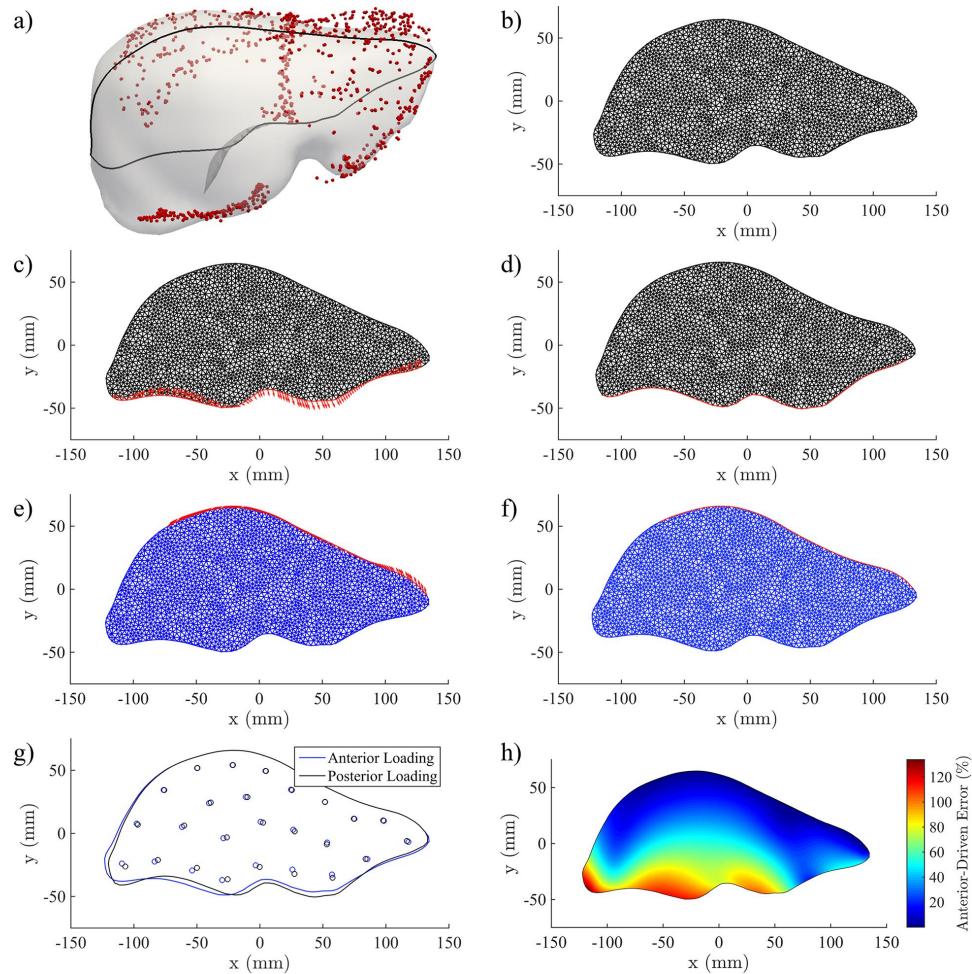 a)
b)
50
0
-50
y (mm)
-150 -100 -50 0 50 100 150
x (mm)
c)
50
0
-50
y (mm)
-150 -100 -50 0 50 100 150
x (mm)
d)
50
0
-50
y (mm)
-150 -100 -50 0 50 100 150
x (mm)
e)
50
0
-50
y (mm)
-150 -100 -50 0 50 100 150
x (mm)
f)
50
0
-50
y (mm)
-150 -100 -50 0 50 100 150
x (mm)
g)
Anterior Loading
Posterior Loading
50
0
-50
y (mm)
-150 -100 -50 0 50 100 150
x (mm)
h)
50
0
-50
y (mm)
-150 -100 -50 0 50 100 150
x (mm)
120
100
80
60
40
20
Anterior-Driven Error (%)